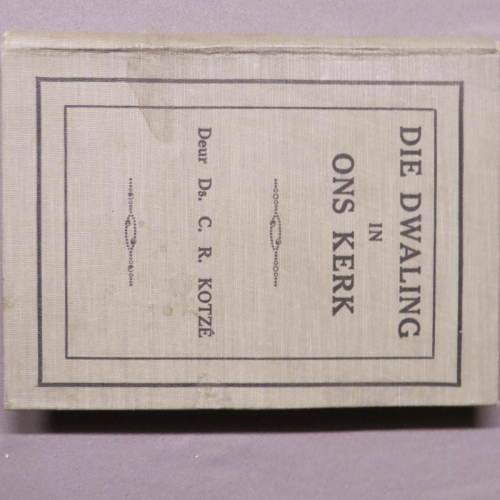 DIE DWALING
IN
ONS KERK
Deur Ds. C. R. KOTZÉ